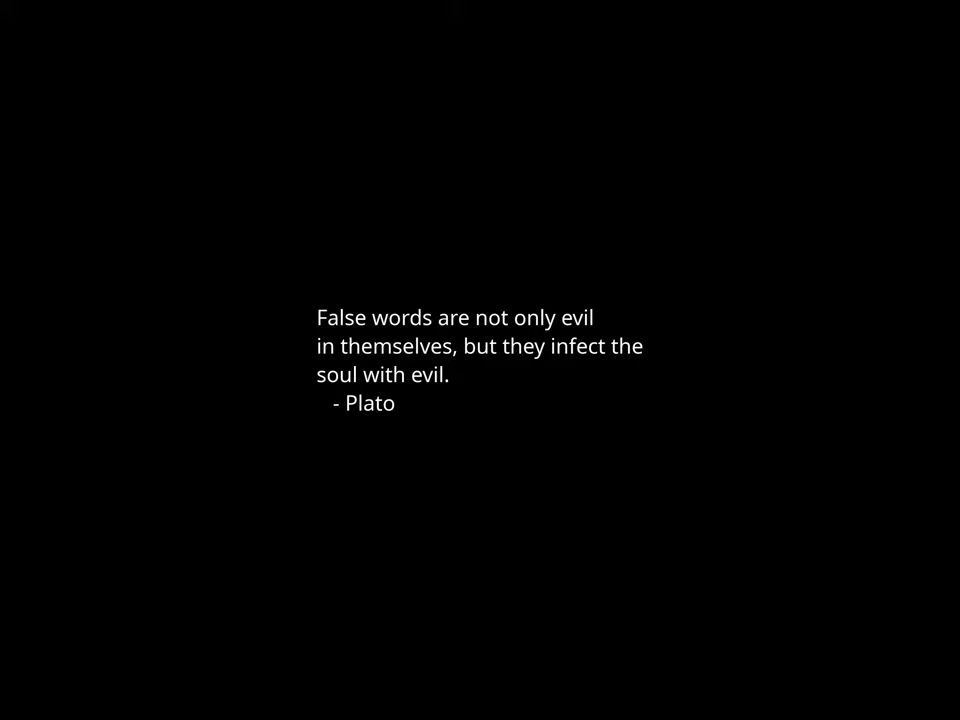 False words are not only evil
in themselves, but they infect the
soul with evil.
- Plato